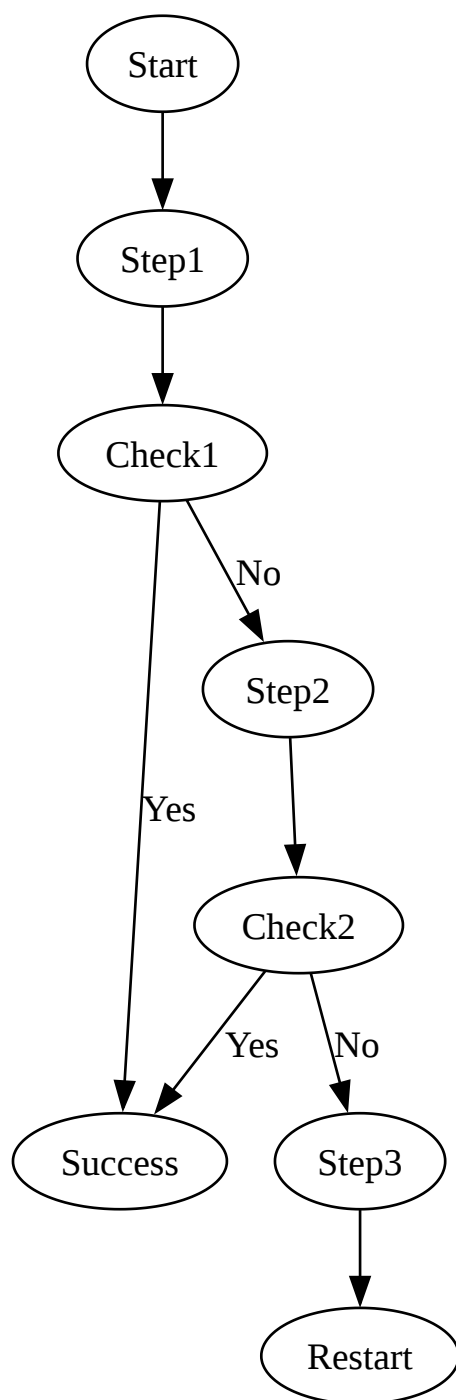 Start
Step1
Check1
No
Step2
Yes
Check2
Yes
No
Success
Step3
Restart